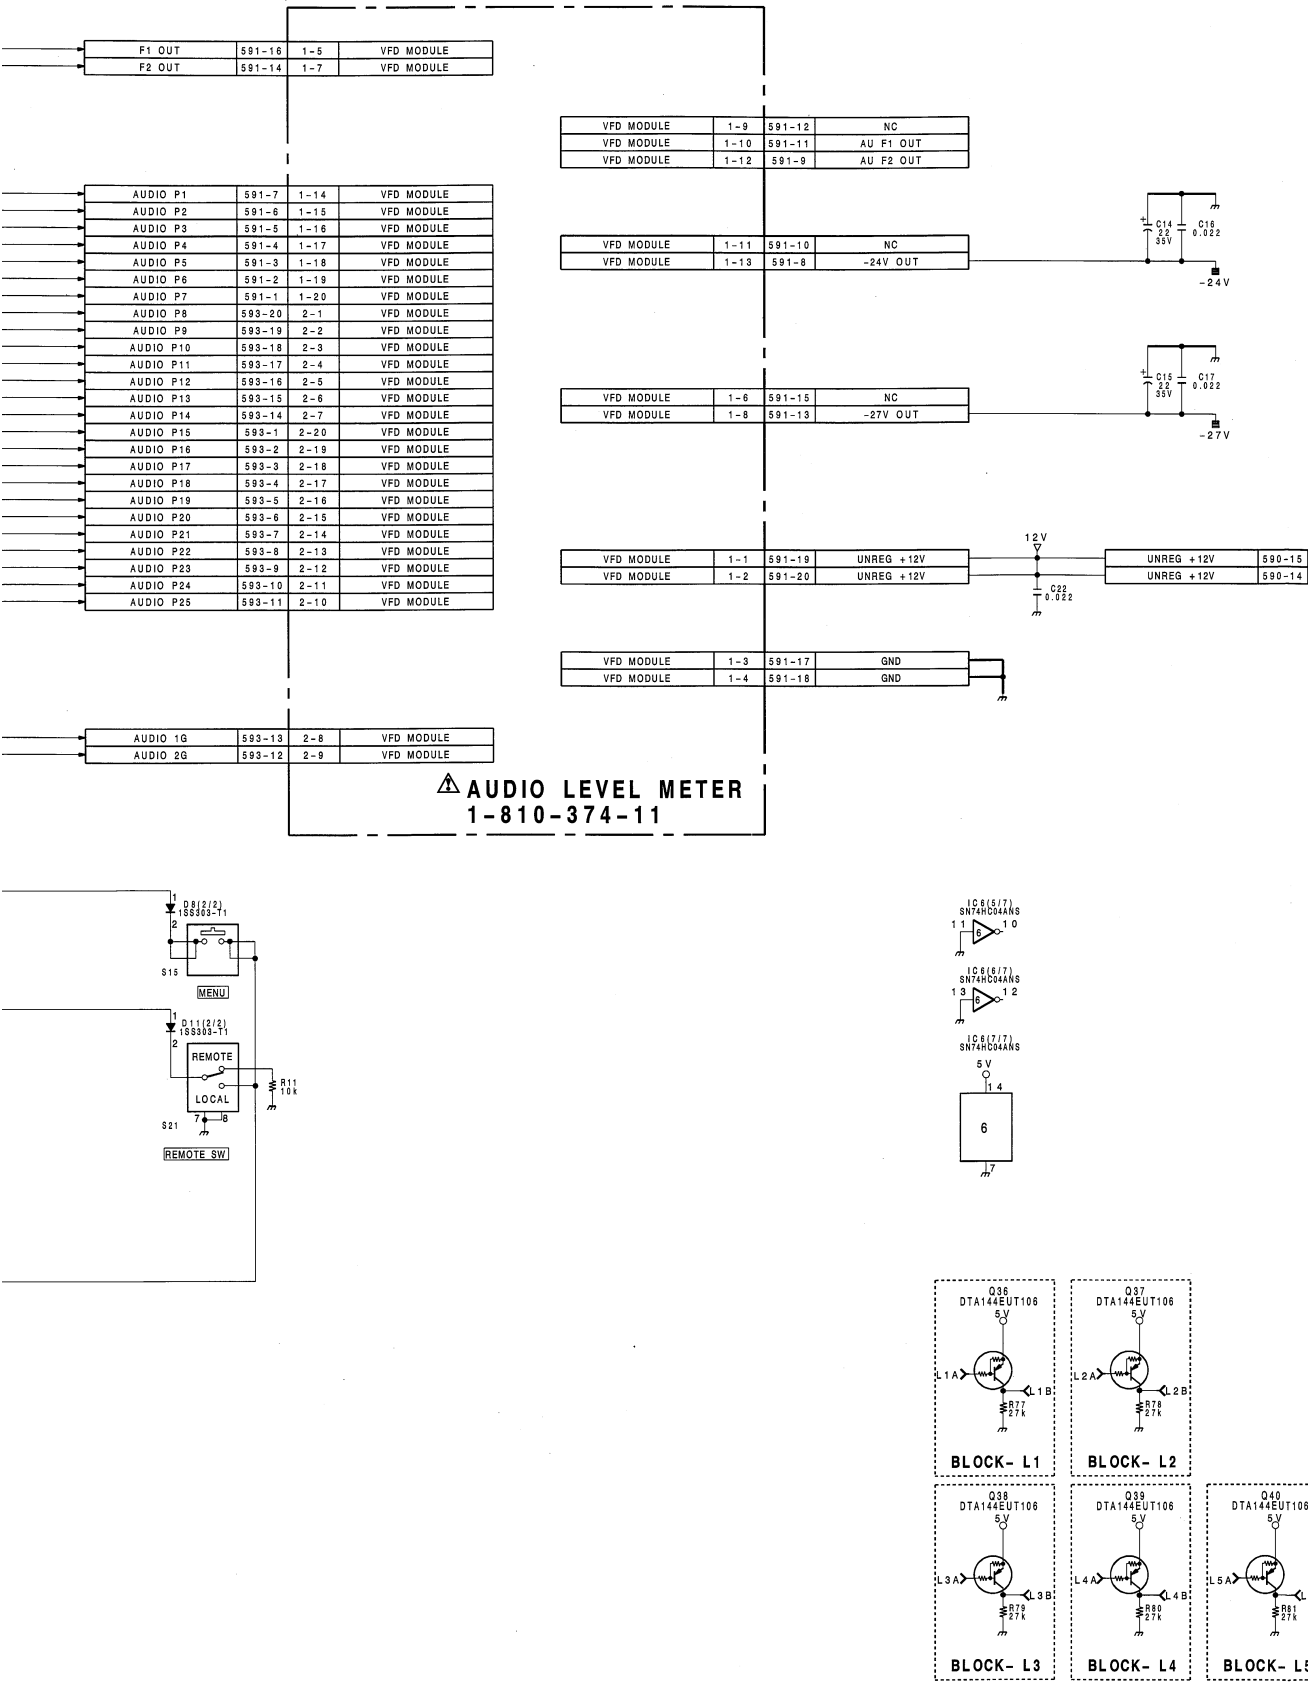 F1 OUT 591-16 1-5 VFD MODULE
F2 OUT 591-14 1-7 VFD MODULE
VFD MODULE 1-9 591-12 NC
VFD MODULE 1-10 591-11 AU F1 OUT
VFD MODULE 1-12 591-9 AU F2 OUT
AUDIO P1 591-7 1-14 VFD MODULE
AUDIO P2 591-6 1-15 VFD MODULE
AUDIO P3 591-5 1-16 VFD MODULE
AUDIO P4 591-4 1-17 VFD MODULE
AUDIO P5 591-3 1-18 VFD MODULE
AUDIO P6 591-2 1-19 VFD MODULE
AUDIO P7 591-1 1-20 VFD MODULE
AUDIO P8 593-20 2-1 VFD MODULE
AUDIO P9 593-19 2-2 VFD MODULE
AUDIO P10 593-18 2-3 VFD MODULE
AUDIO P11 593-17 2-4 VFD MODULE
AUDIO P12 593-16 2-5 VFD MODULE
AUDIO P13 593-15 2-6 VFD MODULE
AUDIO P14 593-14 2-7 VFD MODULE
AUDIO P15 593-1 2-20 VFD MODULE
AUDIO P16 593-2 2-19 VFD MODULE
AUDIO P17 593-3 2-18 VFD MODULE
AUDIO P18 593-4 2-17 VFD MODULE
AUDIO P19 593-5 2-16 VFD MODULE
AUDIO P20 593-6 2-15 VFD MODULE
AUDIO P21 593-7 2-14 VFD MODULE
AUDIO P22 593-8 2-13 VFD MODULE
AUDIO P23 593-9 2-12 VFD MODULE
AUDIO P24 593-10 2-11 VFD MODULE
AUDIO P25 593-11 2-10 VFD MODULE
VFD MODULE 1-11 591-10 NC
VFD MODULE 1-13 591-8 -24V OUT
+ C14 22 35V
C16 0.022
-24V
VFD MODULE 1-6 591-15 NC
VFD MODULE 1-8 591-13 -27V OUT
+ C15 22 35V
C17 0.022
-27V
12V
VFD MODULE 1-1 591-19 UNREG +12V
VFD MODULE 1-2 591-20 UNREG +12V
UNREG +12V 590-15
UNREG +12V 590-14
C22 0.022
VFD MODULE 1-3 591-17 GND
VFD MODULE 1-4 591-18 GND
AUDIO 1G 593-13 2-8 VFD MODULE
AUDIO 2G 593-12 2-9 VFD MODULE
AUDIO LEVEL METER
1-810-374-11
1
D8(2/2)
1SS303-T1
2
S15
MENU
1
D11(2/2)
1SS303-T1
2
REMOTE
LOCAL
R11
10k
7 8
S21
REMOTE SW
IC6(5/7)
SN74HC04ANS
11 6 10
IC6(6/7)
SN74HC04ANS
13 6 12
IC6(7/7)
SN74HC04ANS
5V
14
6
7
Q36
DTA144EUT106
5V
L1A
L1B
R77
27k
BLOCK- L1
Q37
DTA144EUT106
5V
L2A
L2B
R78
27k
BLOCK- L2
Q38
DTA144EUT106
5V
L3A
L3B
R79
27k
BLOCK- L3
Q39
DTA144EUT106
5V
L4A
L4B
R80
27k
BLOCK- L4
Q40
DTA144EUT106
5V
L5A
L
R81
27k
BLOCK- L5